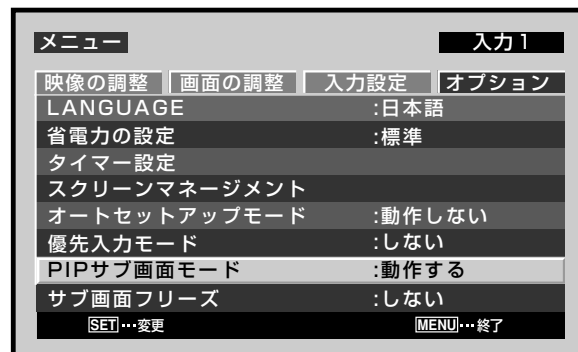 メニュー 入力1
映像の調整 画面の調整 入力設定 オプション
LANGUAGE :日本語
省電力の設定 :標準
タイマー設定
スクリーンマネージメント
オートセットアップモード :動作しない
優先入力モード :しない
PIPサブ画面モード :動作する
サブ画面フリーズ :しない
SET…変更 MENU…終了